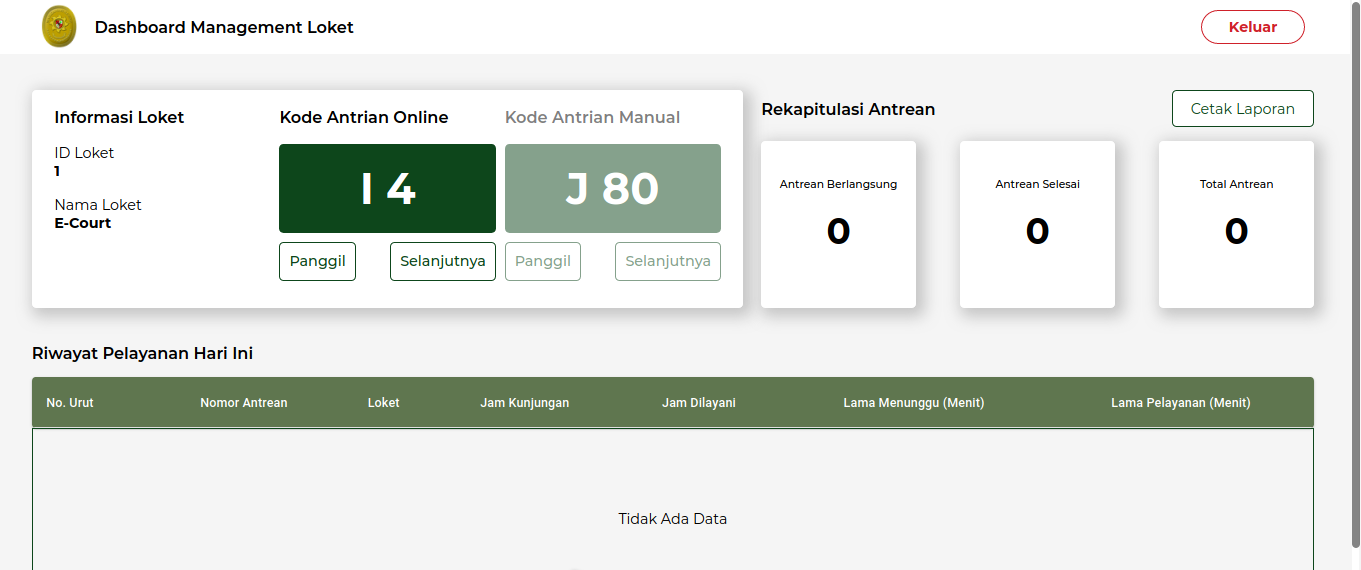 Dashboard Management Loket
Keluar
Informasi Loket
ID Loket
1
Nama Loket
E-Court
Kode Antrian Online
I 4
Panggil
Selanjutnya
Kode Antrian Manual
J 80
Panggil
Selanjutnya
Rekapitulasi Antrean
Cetak Laporan
Antrean Berlangsung
0
Antrean Selesai
0
Total Antrean
0
Riwayat Pelayanan Hari Ini
No. Urut Nomor Antrean Loket Jam Kunjungan Jam Dilayani Lama Menunggu (Menit) Lama Pelayanan (Menit)
Tidak Ada Data